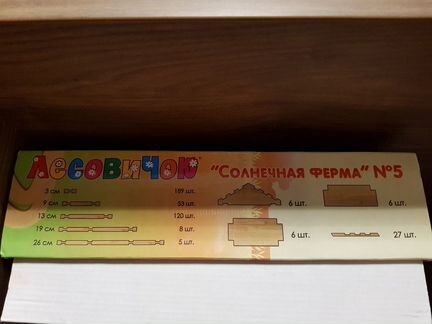 Лесовичок "Солнечная ферма" №5
3 см 189 шт.
9 см 53 шт. 6 шт. 6 шт.
13 см 120 шт.
19 см 8 шт. 6 шт. 27 шт.
26 см 5 шт.